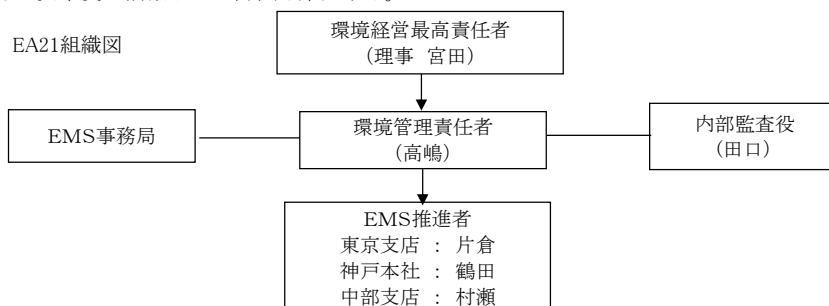 EA21組織図
環境経営最高責任者
(理事 宮田)
EMS事務局
環境管理責任者
(高嶋)
内部監査役
(田口)
EMS推進者
東京支店 : 片倉
神戸本社 : 鶴田
中部支店 : 村瀬